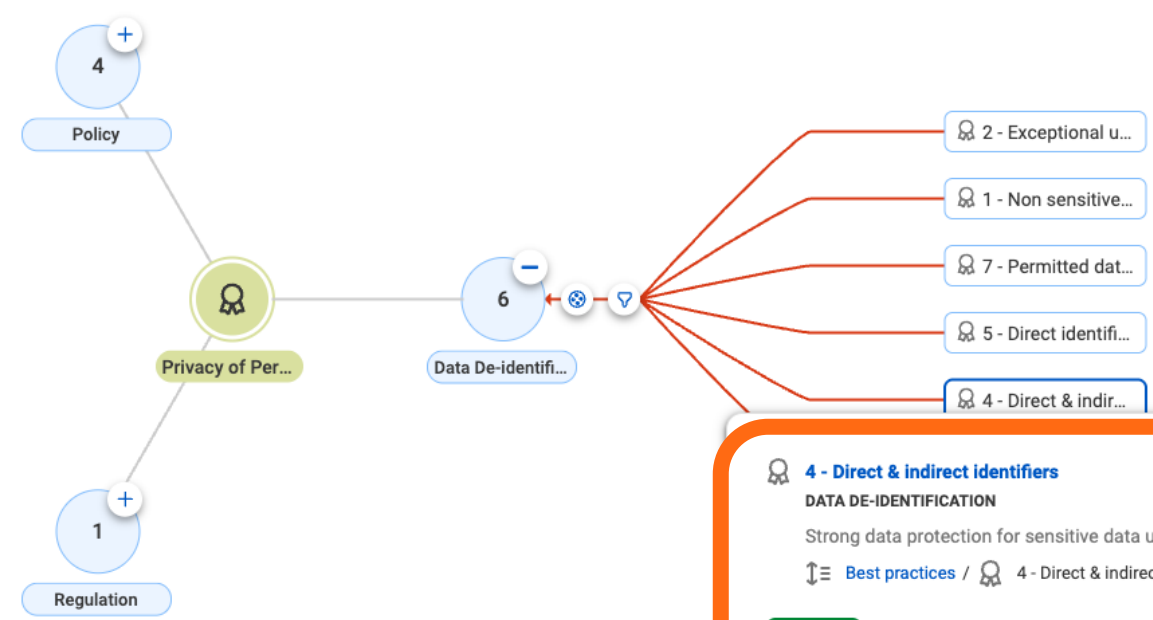 4
Policy
Privacy of Per...
1
Regulation
6
Data De-identifi...
2 - Exceptional u...
1 - Non sensitive...
7 - Permitted dat...
5 - Direct identifi...
4 - Direct & indir...
4 - Direct & indirect identifiers
DATA DE-IDENTIFICATION
Strong data protection for sensitive data u
Best practices / 4 - Direct & indirec